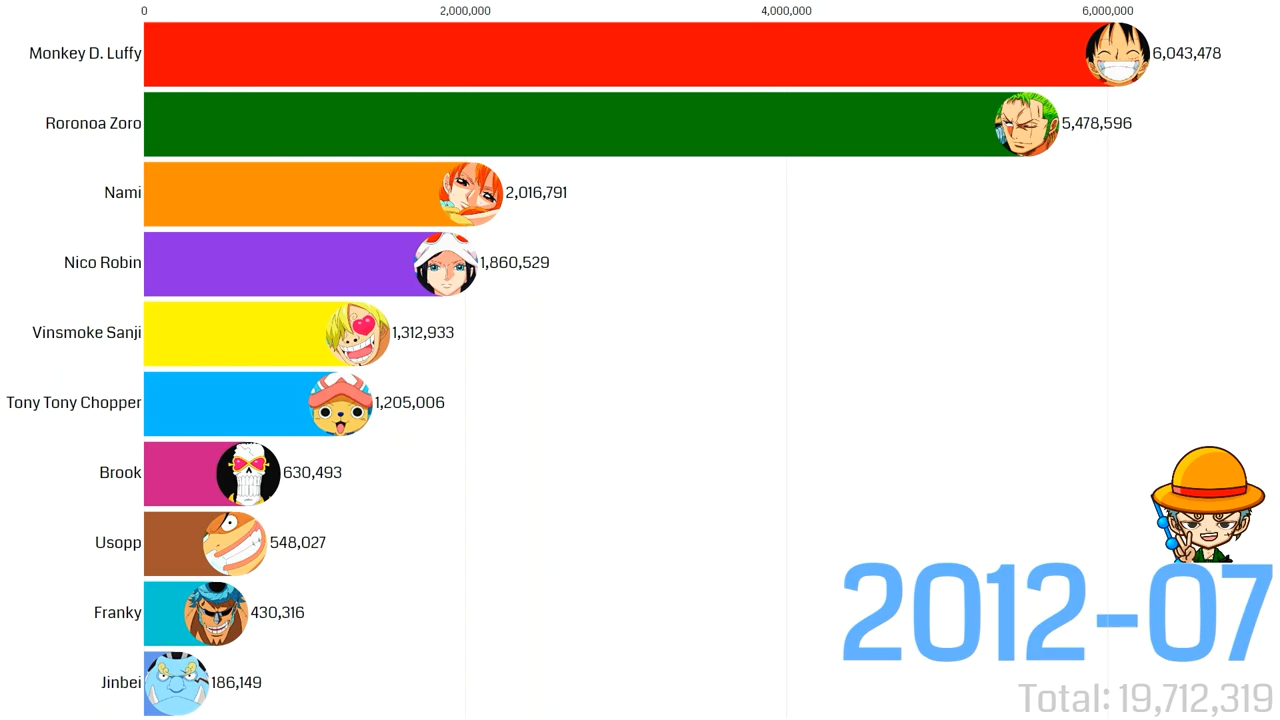 0 2,000,000 4,000,000 6,000,000
Monkey D. Luffy 6,043,478
Roronoa Zoro 5,478,596
Nami 2,016,791
Nico Robin 1,860,529
Vinsmoke Sanji 1,312,933
Tony Tony Chopper 1,205,006
Brook 630,493
Usopp 548,027
Franky 430,316
Jinbei 186,149
2012-07
Total: 19,712,319